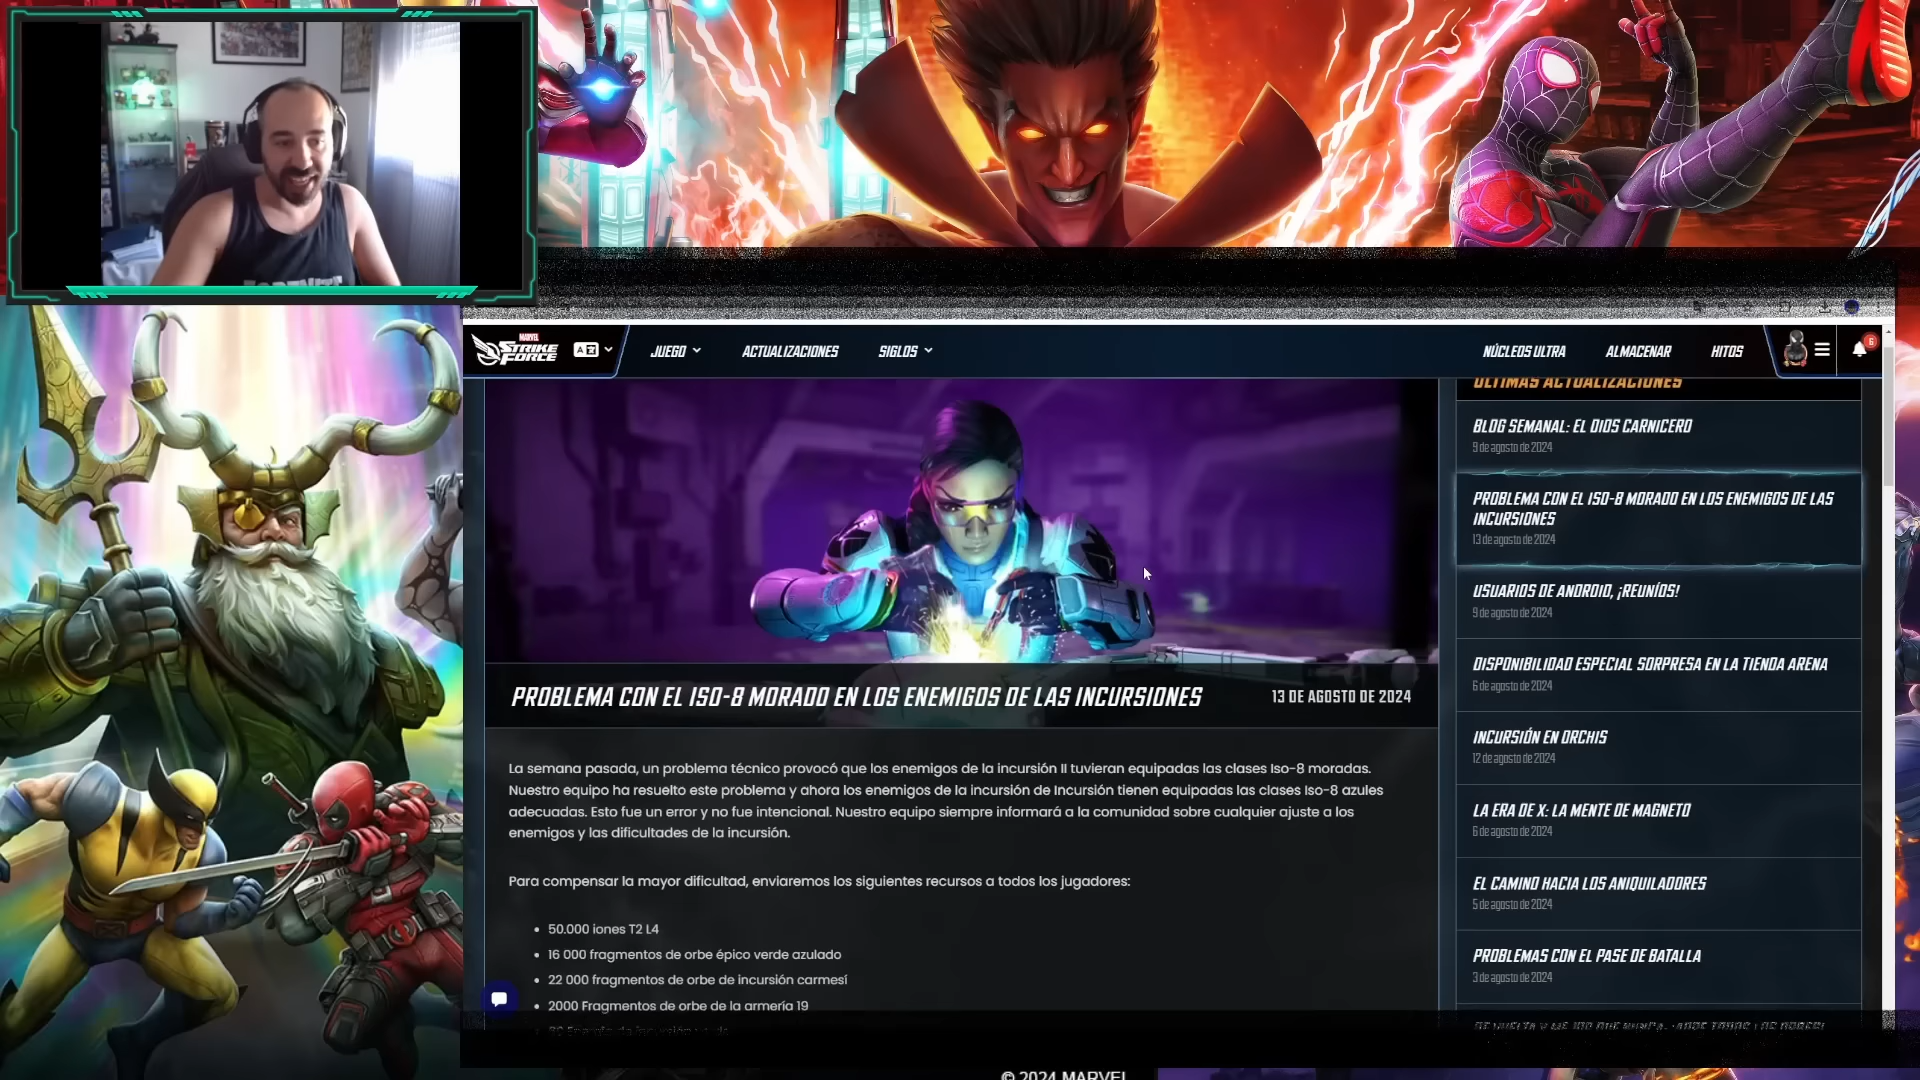 MARVEL
STRIKE
FORCE
JUEGO
ACTUALIZACIONES
SIGLOS
NÚCLEOS ULTRA
ALMACENAR
HITOS
6
ÚLTIMAS ACTUALIZACIONES
BLOG SEMANAL: EL DIOS CARNICERO
9 de agosto de 2024
PROBLEMA CON EL ISO-8 MORADO EN LOS ENEMIGOS DE LAS
INCURSIONES
13 de agosto de 2024
USUARIOS DE ANDROID, ¡REUNÍOS!
9 de agosto de 2024
DISPONIBILIDAD ESPECIAL SORPRESA EN LA TIENDA ARENA
6 de agosto de 2024
INCURSIÓN EN ORCHIS
12 de agosto de 2024
LA ERA DE X: LA MENTE DE MAGNETO
6 de agosto de 2024
EL CAMINO HACIA LOS ANIQUILADORES
5 de agosto de 2024
PROBLEMAS CON EL PASE DE BATALLA
3 de agosto de 2024
PROBLEMA CON EL ISO-8 MORADO EN LOS ENEMIGOS DE LAS INCURSIONES
13 DE AGOSTO DE 2024
La semana pasada, un problema técnico provocó que los enemigos de la incursión II tuvieran equipadas las clases Iso-8 moradas.
Nuestro equipo ha resuelto este problema y ahora los enemigos de la incursión de Incursión tienen equipadas las clases Iso-8 azules
adecuadas. Esto fue un error y no fue intencional. Nuestro equipo siempre informará a la comunidad sobre cualquier ajuste a los
enemigos y las dificultades de la incursión.
Para compensar la mayor dificultad, enviaremos los siguientes recursos a todos los jugadores:
• 50.000 iones T2 L4
• 16 000 fragmentos de orbe épico verde azulado
• 22 000 fragmentos de orbe de incursión carmesí
• 2000 Fragmentos de orbe de la armería 19
© 2024 MARVEL